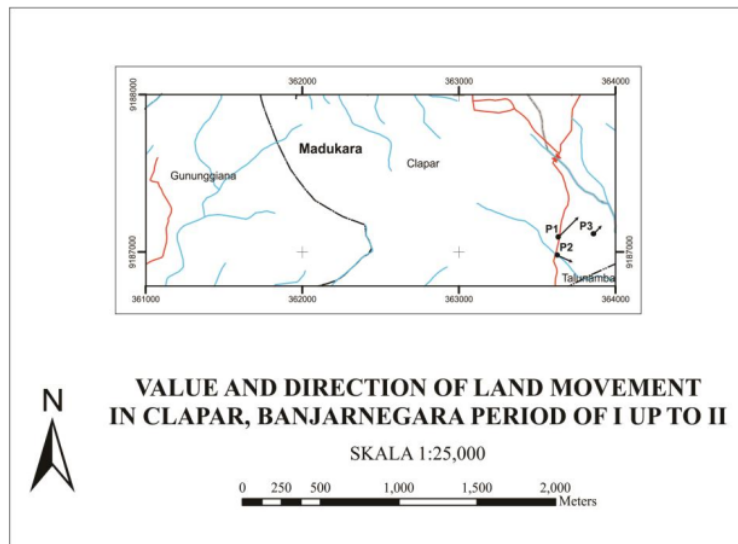 362000 363000 364000
9188000 9188000
Madukara
Clapar
Gununggiana
P1 P3
P2
9187000 9187000
Talunamba
361000 362000 363000 364000
N
VALUE AND DIRECTION OF LAND MOVEMENT
IN CLAPAR, BANJARNEGARA PERIOD OF I UP TO II
SKALA 1:25,000
0 250 500 1,000 1,500 2,000
Meters